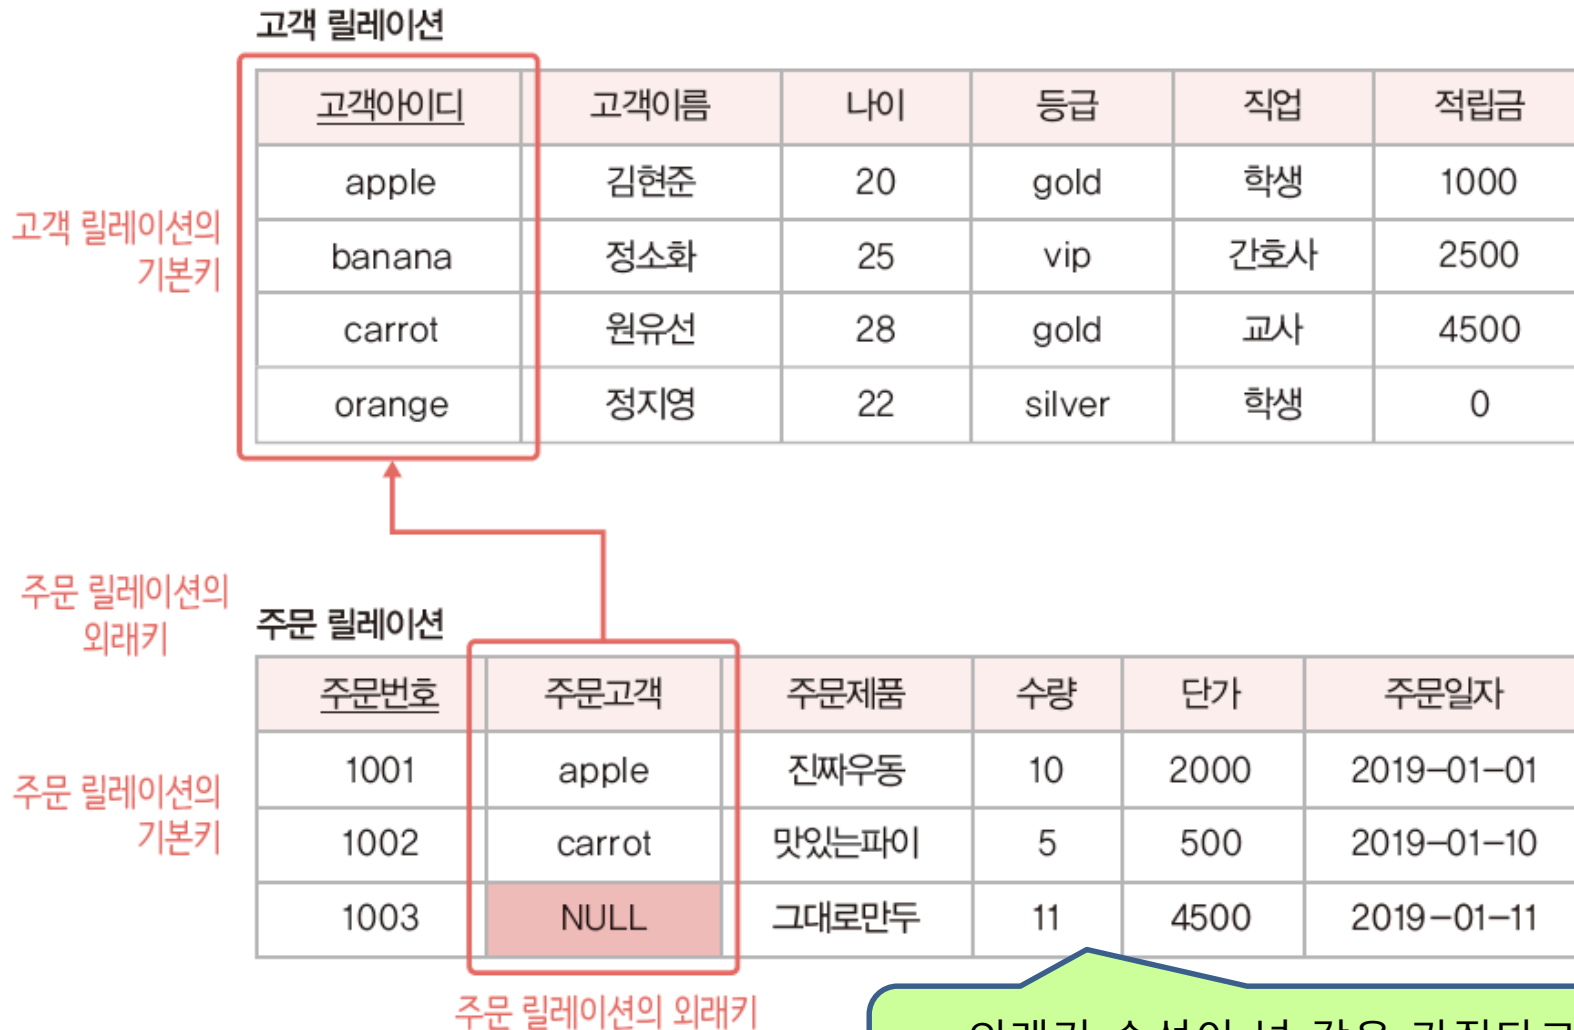 고객 릴레이션
고객아이디 고객이름 나이 등급 직업 적립금
apple 김현준 20 gold 학생 1000
고객 릴레이션의
기본키
banana 정소화 25 vip 간호사 2500
carrot 원유선 28 gold 교사 4500
orange 정지영 22 silver 학생 0
주문 릴레이션의
외래키
주문 릴레이션
주문번호 주문고객 주문제품 수량 단가 주문일자
1001 apple 진짜우동 10 2000 2019-01-01
주문 릴레이션의
기본키
1002 carrot 맛있는파이 5 500 2019-01-10
1003 NULL 그대로만두 11 4500 2019-01-11
주문 릴레이션의 외래키